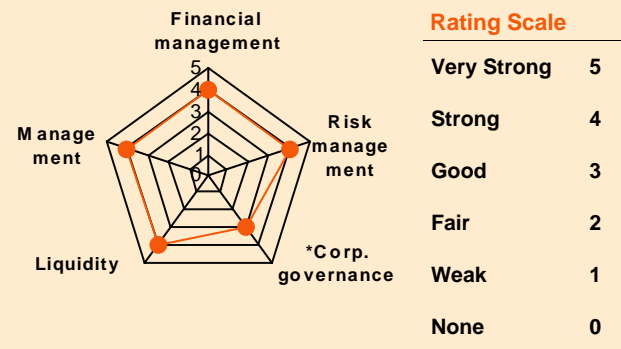 Financial
management
5
4
3
2
1
0
Risk
manage
ment
*Corp.
governance
Liquidity
Manage
ment
Rating Scale
Very Strong 5
Strong 4
Good 3
Fair 2
Weak 1
None 0